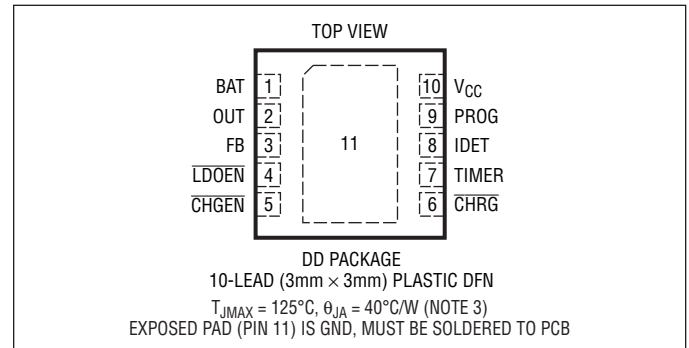 TOP VIEW
BAT 1 10 VCC
OUT 2 9 PROG
FB 3 11 8 IDET
LDOEN 4 7 TIMER
CHGEN 5 6 CHRG
DD PACKAGE
10-LEAD (3mm × 3mm) PLASTIC DFN
TJMAX = 125°C, θJA = 40°C/W (NOTE 3)
EXPOSED PAD (PIN 11) IS GND, MUST BE SOLDERED TO PCB